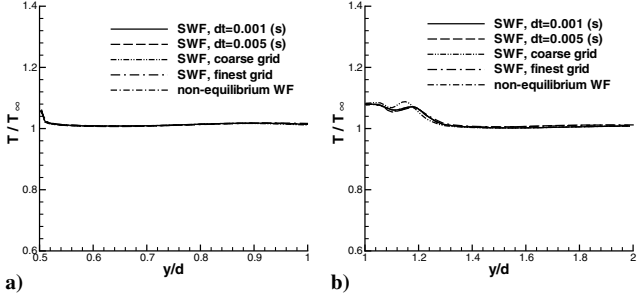 1.4
SWF, dt=0.001 (s)
SWF, dt=0.005 (s)
SWF, coarse grid
SWF, finest grid
non-equilibrium WF
1.2
T / T∞
1
0.8
0.6
0.5 0.6 0.7 0.8 0.9 1
y/d
a)
1.4
SWF, dt=0.001 (s)
SWF, dt=0.005 (s)
SWF, coarse grid
SWF, finest grid
non-equilibrium WF
1.2
T / T∞
1
0.8
0.6
1 1.2 1.4 1.6 1.8 2
y/d
b)